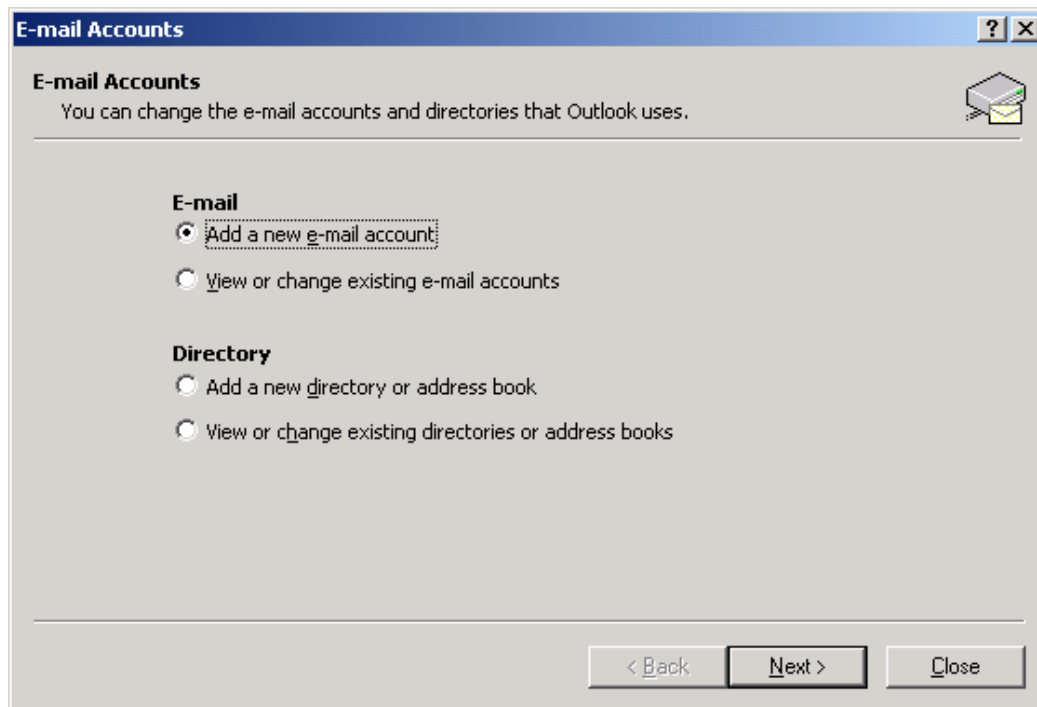 E-mail Accounts
E-mail Accounts
You can change the e-mail accounts and directories that Outlook uses.
E-mail
Add a new e-mail account
View or change existing e-mail accounts
Directory
Add a new directory or address book
View or change existing directories or address books
< Back Next > Close